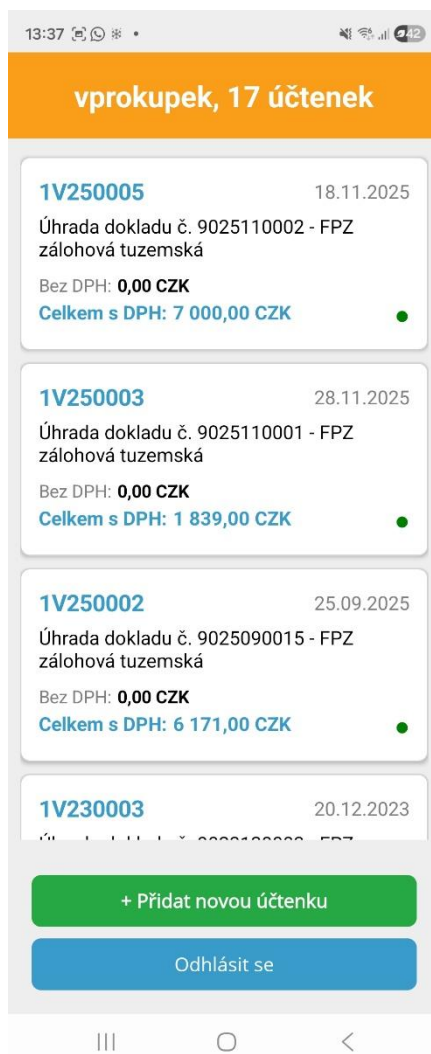 13:37
42
vprokupek, 17 účtenek
1V250005 18.11.2025
Úhrada dokladu č. 9025110002 - FPZ
zálohová tuzemská
Bez DPH: 0,00 CZK
Celkem s DPH: 7 000,00 CZK
1V250003 28.11.2025
Úhrada dokladu č. 9025110001 - FPZ
zálohová tuzemská
Bez DPH: 0,00 CZK
Celkem s DPH: 1 839,00 CZK
1V250002 25.09.2025
Úhrada dokladu č. 9025090015 - FPZ
zálohová tuzemská
Bez DPH: 0,00 CZK
Celkem s DPH: 6 171,00 CZK
1V230003 20.12.2023
+ Přidat novou účtenku
Odhlásit se